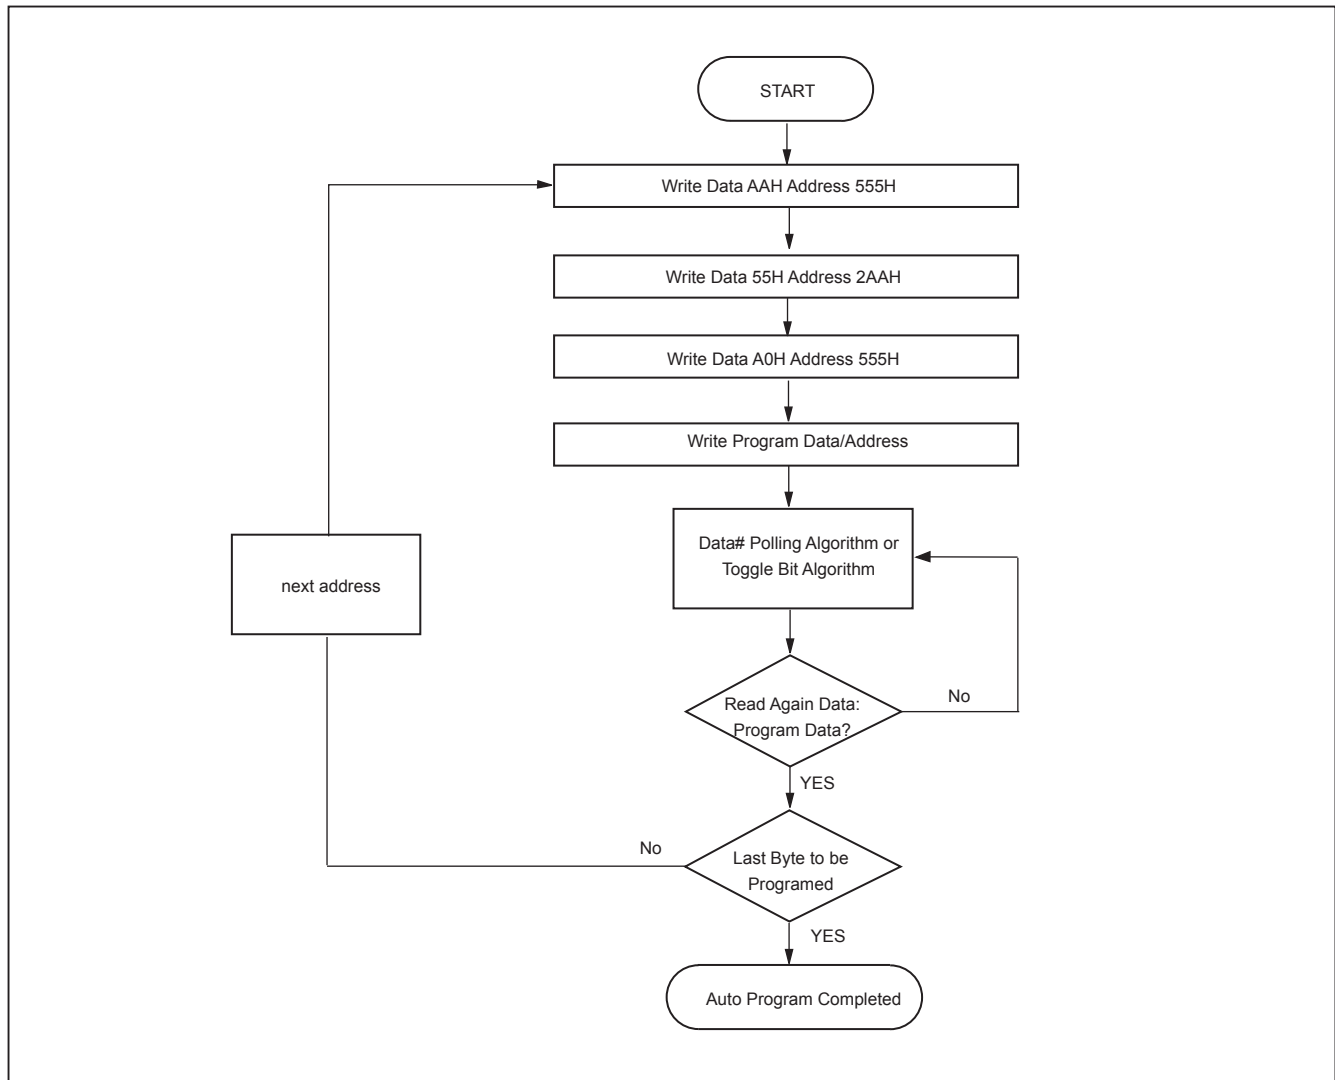 START
Write Data AAH Address 555H
Write Data 55H Address 2AAH
Write Data A0H Address 555H
Write Program Data/Address
Data# Polling Algorithm or
Toggle Bit Algorithm
next address
Read Again Data:
Program Data?
No
YES
No
Last Byte to be
Programed
YES
Auto Program Completed